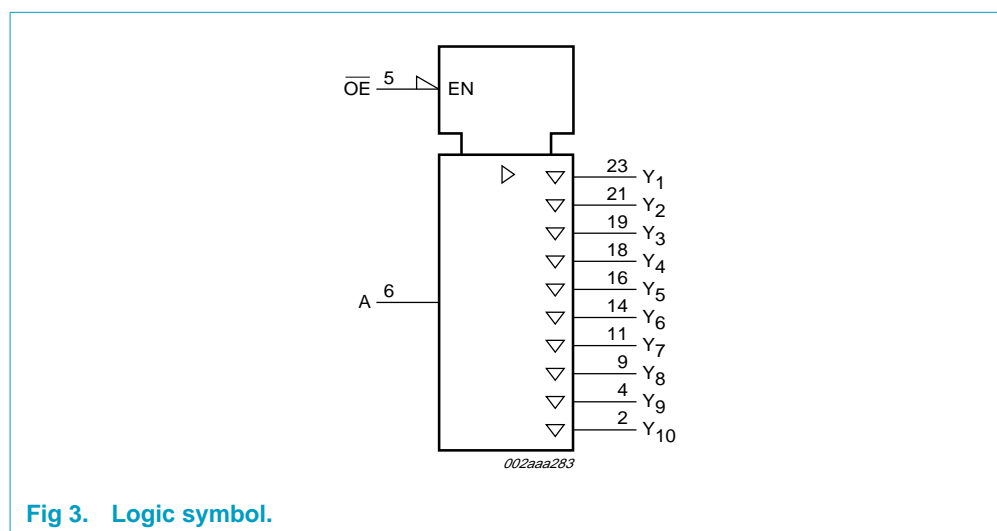 O̅E̅ 5 EN
23 Y1
21 Y2
19 Y3
18 Y4
A 6
16 Y5
14 Y6
11 Y7
9 Y8
4 Y9
2 Y10
002aaa283
Fig 3. Logic symbol.